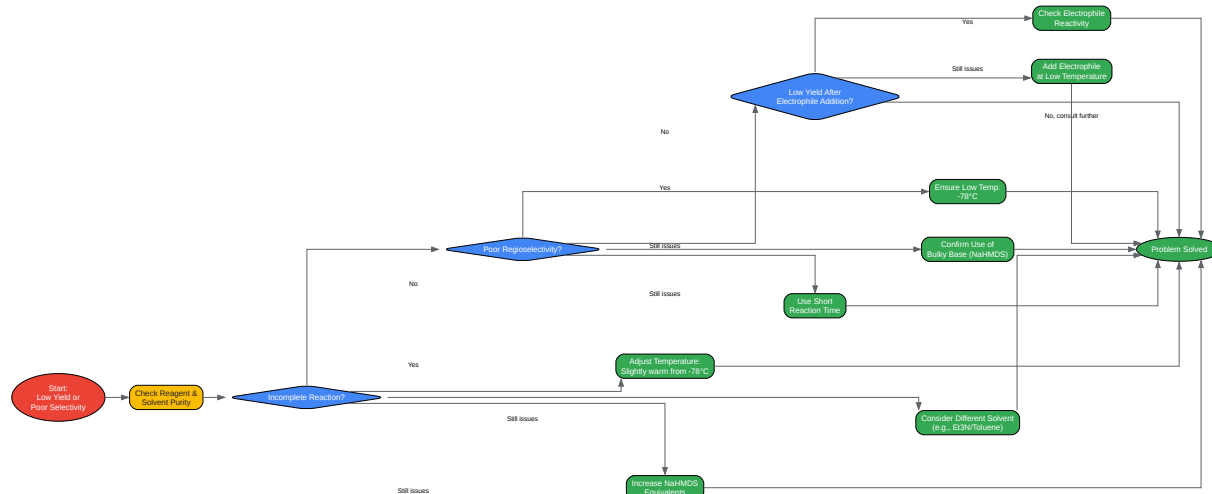 Check Electrophile
Reactivity
Yes
Still issues
Add Electrophile
at Low Temperature
Low Yield After
Electrophile Addition?
No, consult further
No
Yes
Ensure Low Temp:
-78°C
Poor Regioselectivity?
Still issues
Confirm Use of
Bulky Base (NaHMDS)
Problem Solved
No
Still issues
Use Short
Reaction Time
Yes
Adjust Temperature:
Slightly warm from -78°C
Start:
Low Yield or
Poor Selectivity
Check Reagent &
Solvent Purity
Incomplete Reaction?
Still issues
Consider Different Solvent
(e.g., Et3N/Toluene)
Still issues
Increase NaHMDS
Equivalents